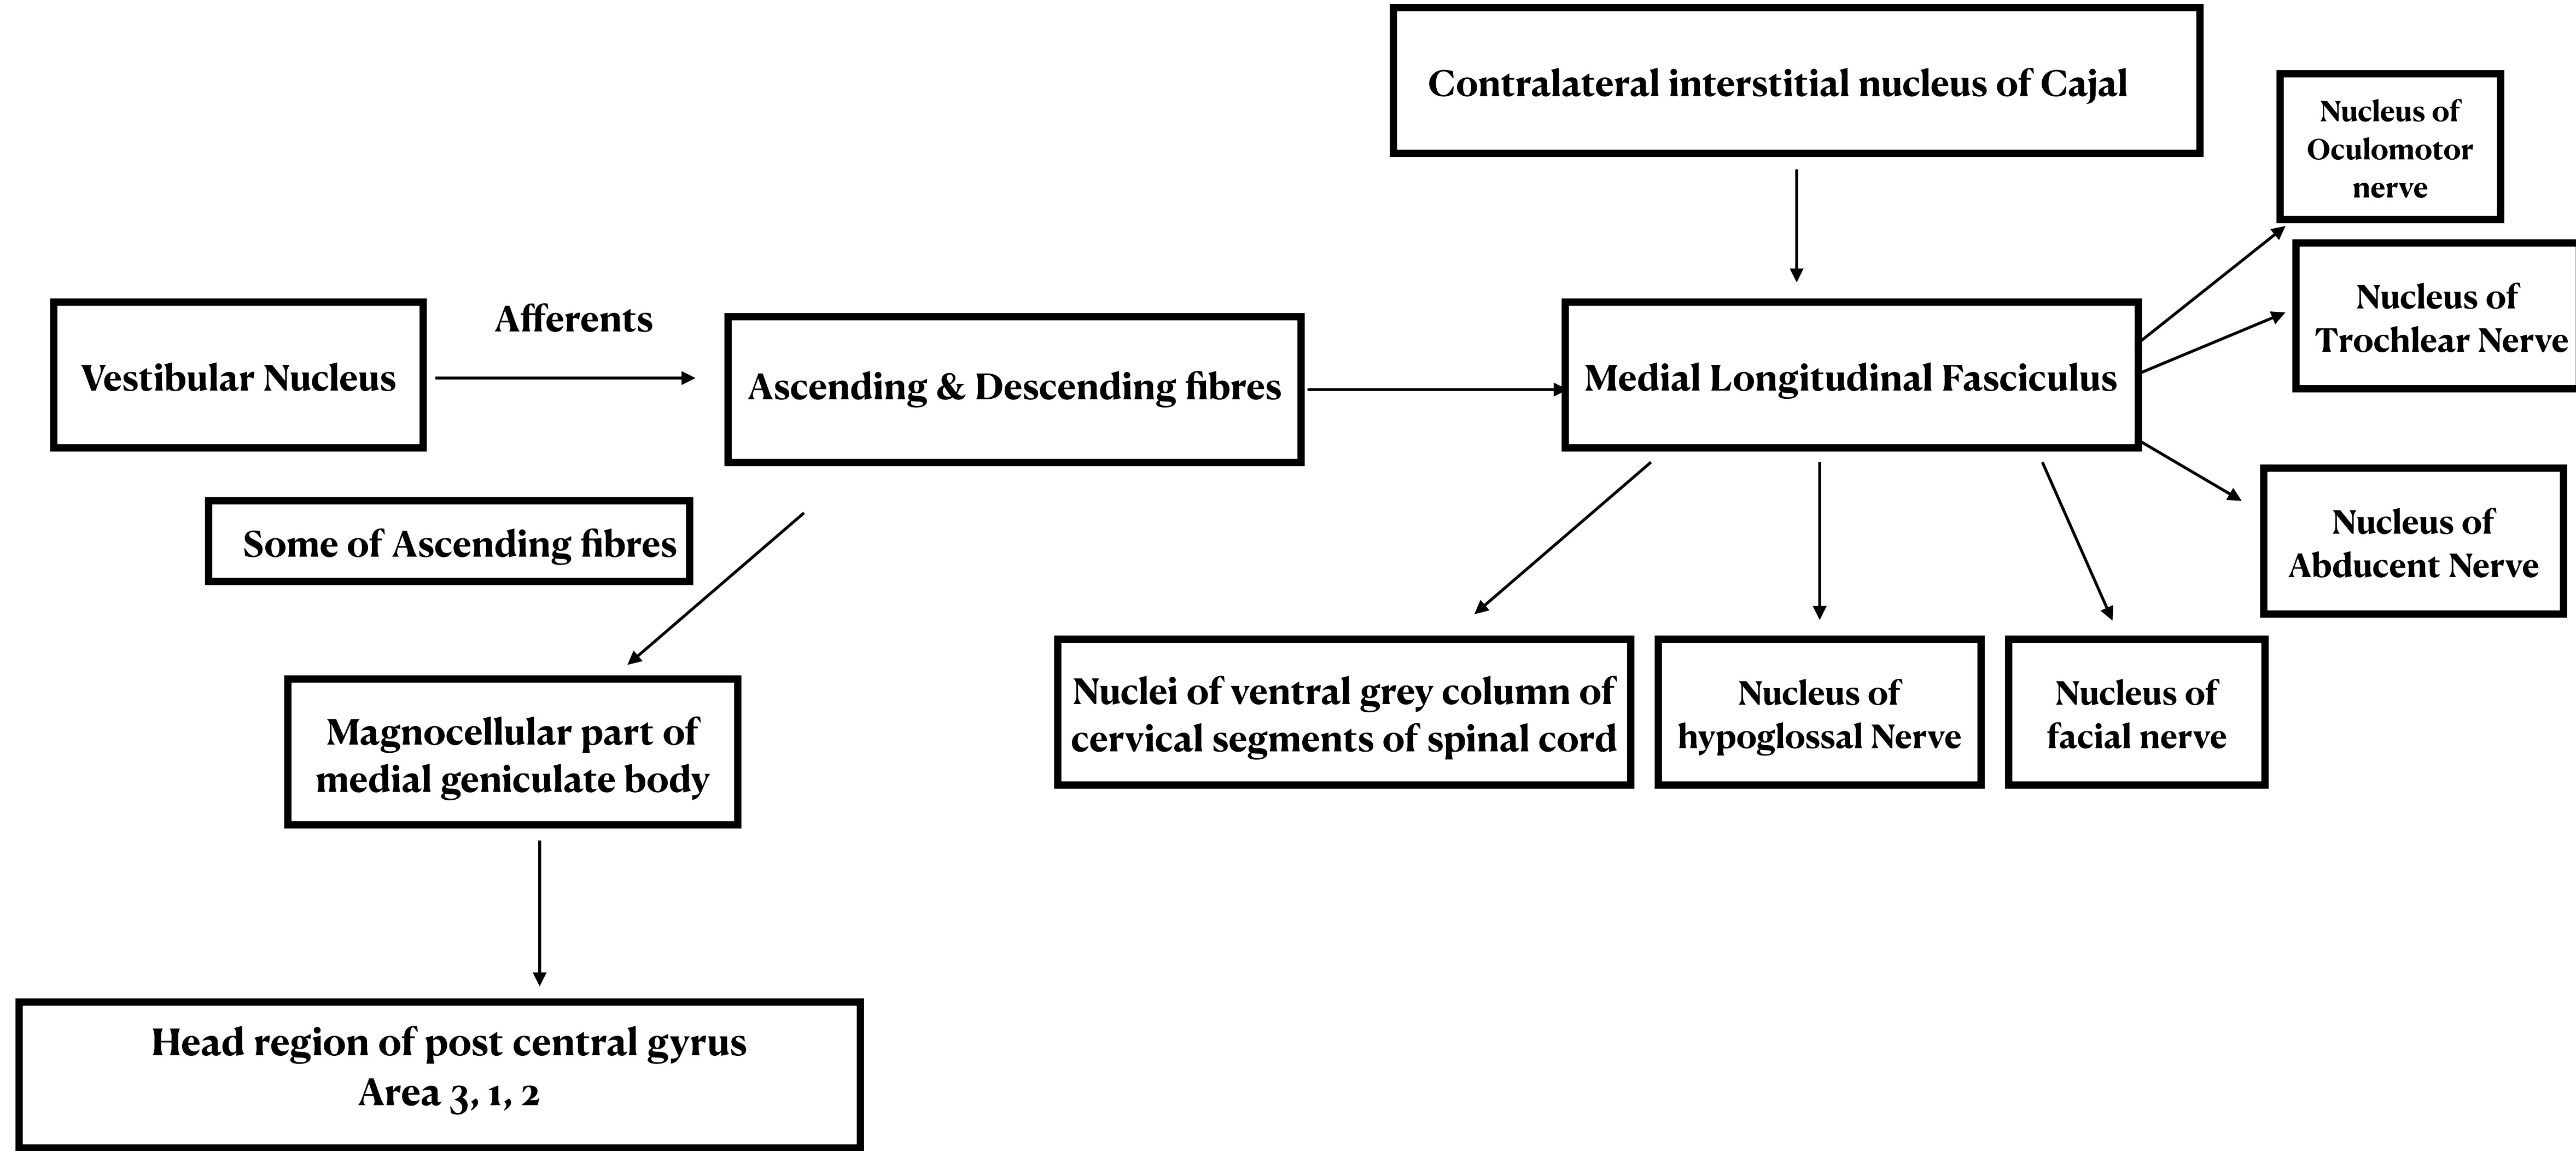 Contralateral interstitial nucleus of Cajal
Nucleus of
Oculomotor
nerve
Nucleus of
Trochlear Nerve
Vestibular Nucleus
Afferents
Ascending & Descending fibres
Medial Longitudinal Fasciculus
Nucleus of
Abducent Nerve
Some of Ascending fibres
Magnocellular part of
medial geniculate body
Nuclei of ventral grey column of
cervical segments of spinal cord
Nucleus of
hypoglossal Nerve
Nucleus of
facial nerve
Head region of post central gyrus
Area 3, 1, 2